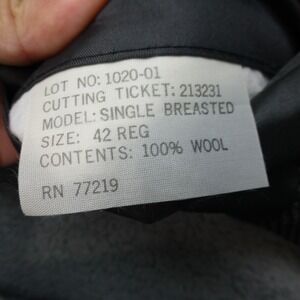 LOT NO: 1020-01
CUTTING TICKET: 213231
MODEL: SINGLE BREASTED
SIZE: 42 REG
CONTENTS: 100% WOOL
RN 77219